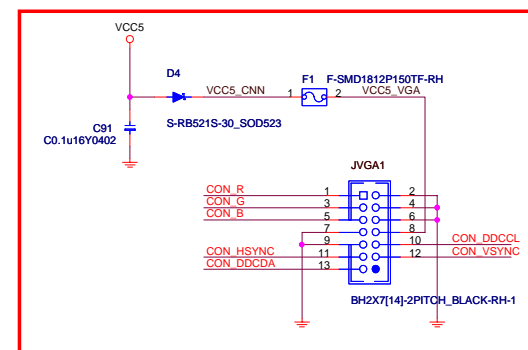 VCC5
D4
F1 F-SMD1812P150TF-RH
VCC5_CNN 1 2 VCC5_VGA
C91
C0.1u16Y0402
S-RB521S-30_SOD523
JVGA1
CON_R 1 2
CON_G 3 4
CON_B 5 6
7 8
9 10 CON_DDCCL
CON_HSYNC 11 12 CON_VSYNC
CON_DDCDA 13
BH2X7[14]-2PITCH_BLACK-RH-1